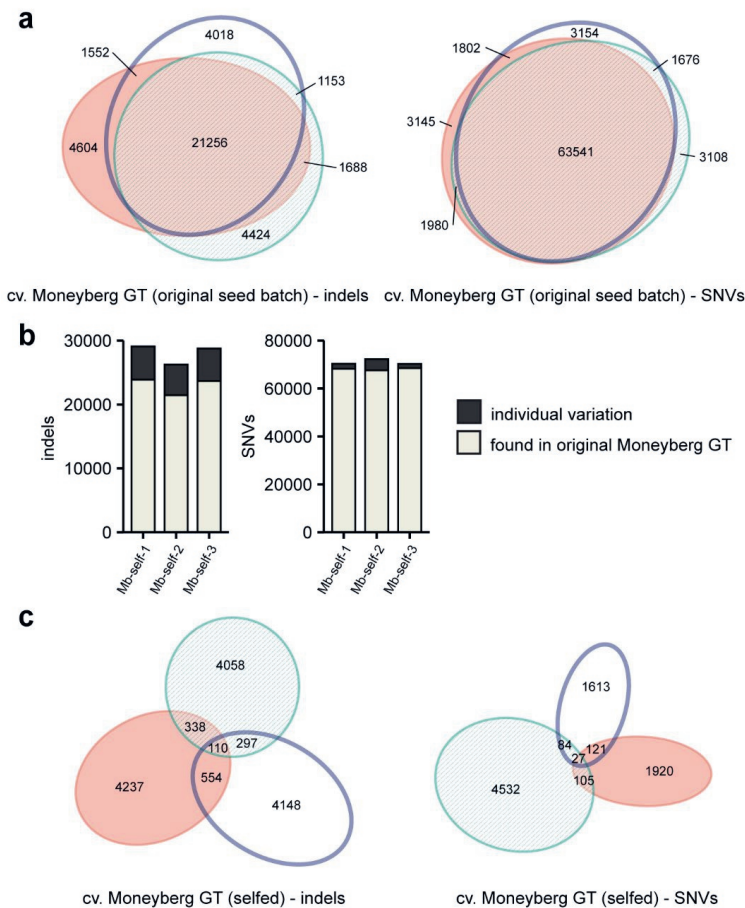 a
4018
1552
1153
4604
21256
1688
4424
cv. Moneyberg GT (original seed batch) - indels
3154
1802
1676
3145
63541
3108
1980
cv. Moneyberg GT (original seed batch) - SNVs
b
30000
20000
10000
0
indels
Mb-self-1
Mb-self-2
Mb-self-3
80000
60000
40000
20000
0
SNVs
Mb-self-1
Mb-self-2
Mb-self-3
individual variation
found in original Moneyberg GT
c
4058
338
110
297
4237
554
4148
cv. Moneyberg GT (selfed) - indels
1613
84
121
27
4532
105
1920
cv. Moneyberg GT (selfed) - SNVs